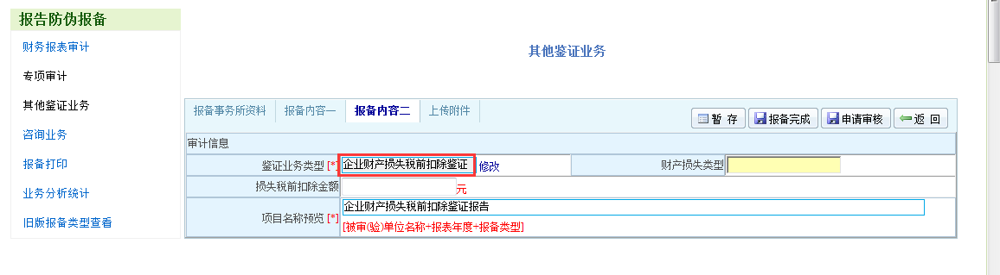 报告防伪报备
财务报表审计
专项审计
其他鉴证业务
咨询业务
报备打印
业务分析统计
旧版报备类型查看
其他鉴证业务
报备事务所资料 报备内容一 报备内容二 上传附件
暂 存 报备完成 申请审核 返 回
审计信息
鉴证业务类型 [*] 企业财产损失税前扣除鉴证 修改 财产损失类型
损失税前扣除金额 元
项目名称预览 [*] 企业财产损失税前扣除鉴证报告
[被审(验)单位名称+报表年度+报备类型]